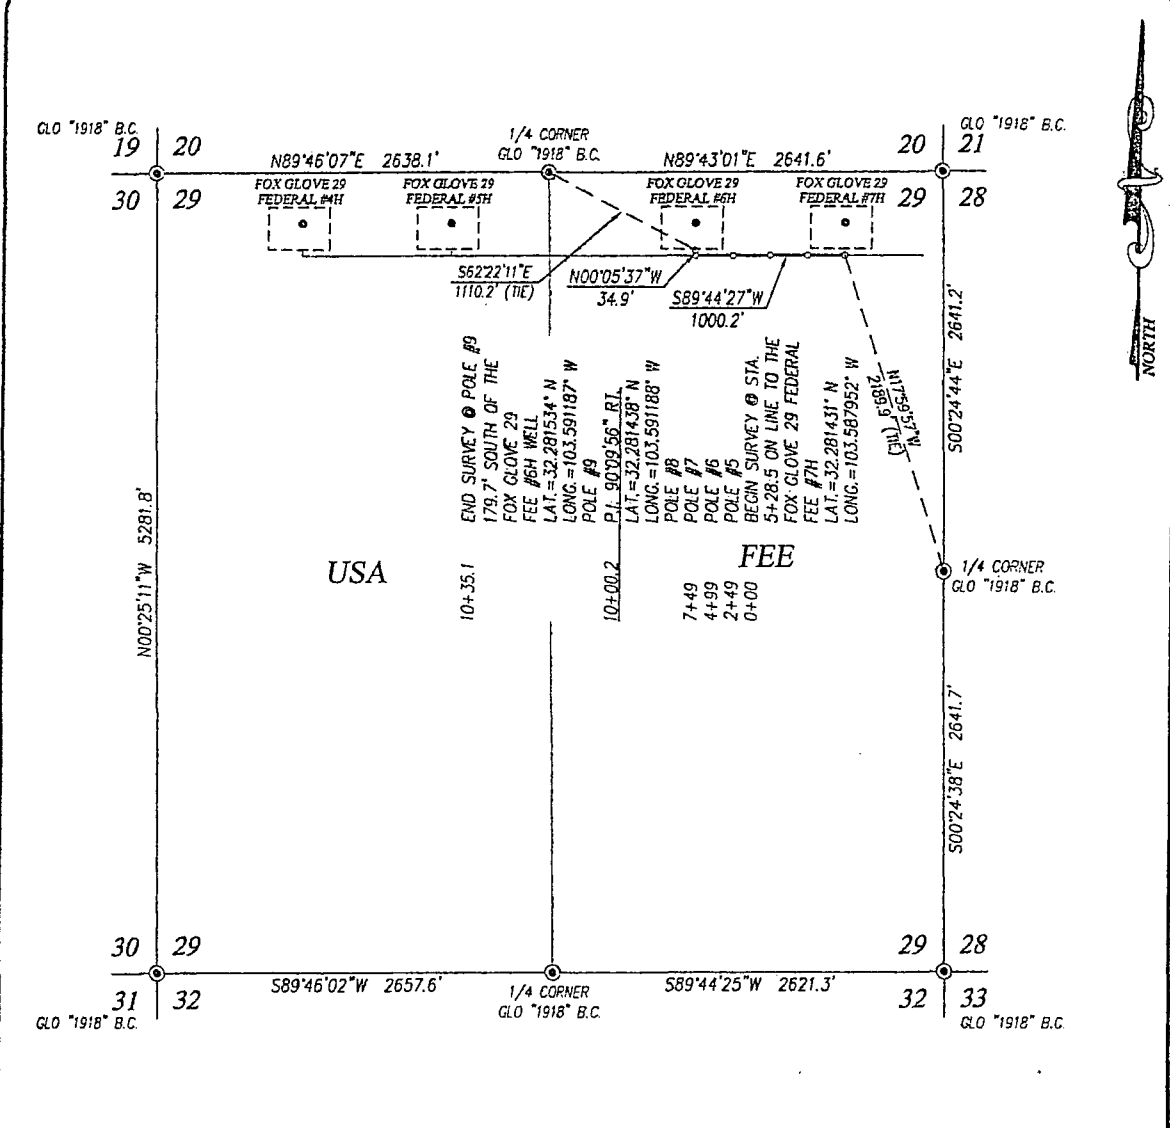 GLO "1918" B.C.
19 20
30 29
1/4 CORNER
GLO "1918" B.C.
GLO "1918" B.C.
20 21
29 28
N89°46'07"E 2638.1'
N89°43'01"E 2641.6'
FOX GLOVE 29
FEDERAL #4H
FOX GLOVE 29
FEDERAL #5H
FOX GLOVE 29
FEDERAL #6H
FOX GLOVE 29
FEDERAL #7H
NORTH
S62°22'11"E
1110.2' (TIE)
N00°05'37"W
34.9'
S89°44'27"W
1000.2'
N17°59'57"W
2189.9' (TIE)
S00°24'44"E 2641.2'
N00°25'11"W 5281.8'
10+35.1 END SURVEY @ POLE #9
179.7' SOUTH OF THE
FOX GLOVE 29
FEE #6H WELL
LAT.=32.281534° N
LONG.=103.591187° W
POLE #9
10+00.2 P.I. 90°09'56" RT.
LAT.=32.281438° N
LONG.=103.591188° W
POLE #8
7+49 POLE #7
4+99 POLE #6
2+49 POLE #5
0+00 BEGIN SURVEY @ STA.
5+28.5 ON LINE TO THE
FOX GLOVE 29 FEDERAL
FEE #7H
LAT.=32.281431° N
LONG.=103.587952° W
USA
FEE
1/4 CORNER
GLO "1918" B.C.
S00°24'38"E 2641.7'
30 29
31 32
GLO "1918" B.C.
S89°46'02"W 2657.6'
1/4 CORNER
GLO "1918" B.C.
S89°44'25"W 2621.3'
29 28
32 33
GLO "1918" B.C.